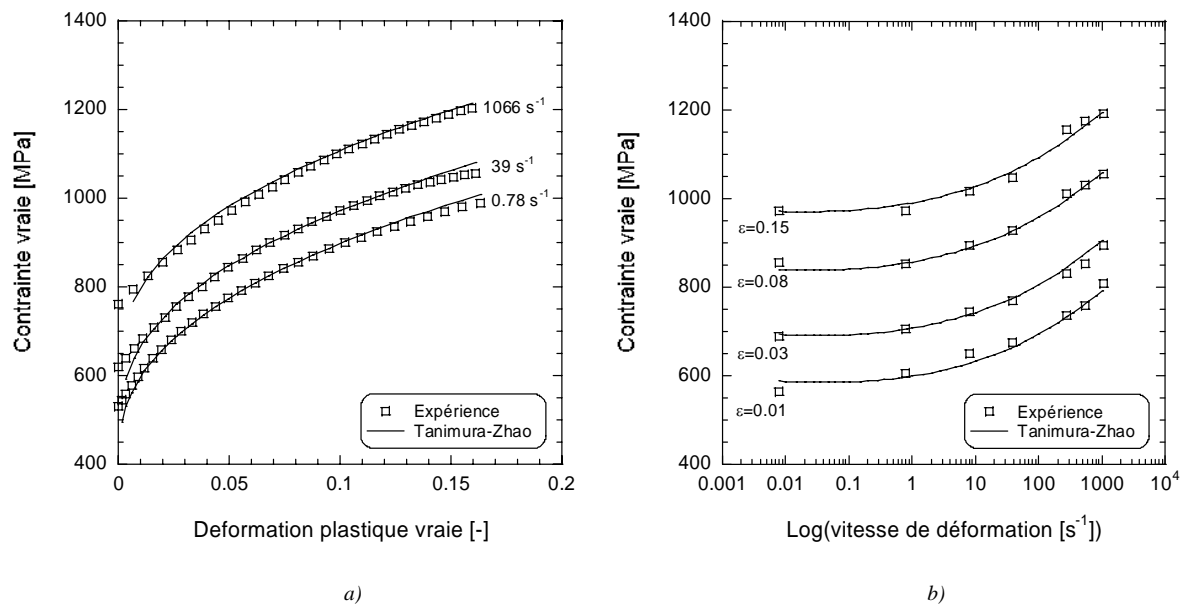 1400
1200
1000
800
600
400
Contrainte vraie [MPa]
1066 s⁻¹
39 s⁻¹
0.78 s⁻¹
Expérience
Tanimura-Zhao
0 0.05 0.1 0.15 0.2
Deformation plastique vraie [-]
a)
1400
1200
1000
800
600
400
Contrainte vraie [MPa]
ε=0.15
ε=0.08
ε=0.03
ε=0.01
Expérience
Tanimura-Zhao
0.001 0.01 0.1 1 10 100 1000 10⁴
Log(vitesse de déformation [s⁻¹])
b)